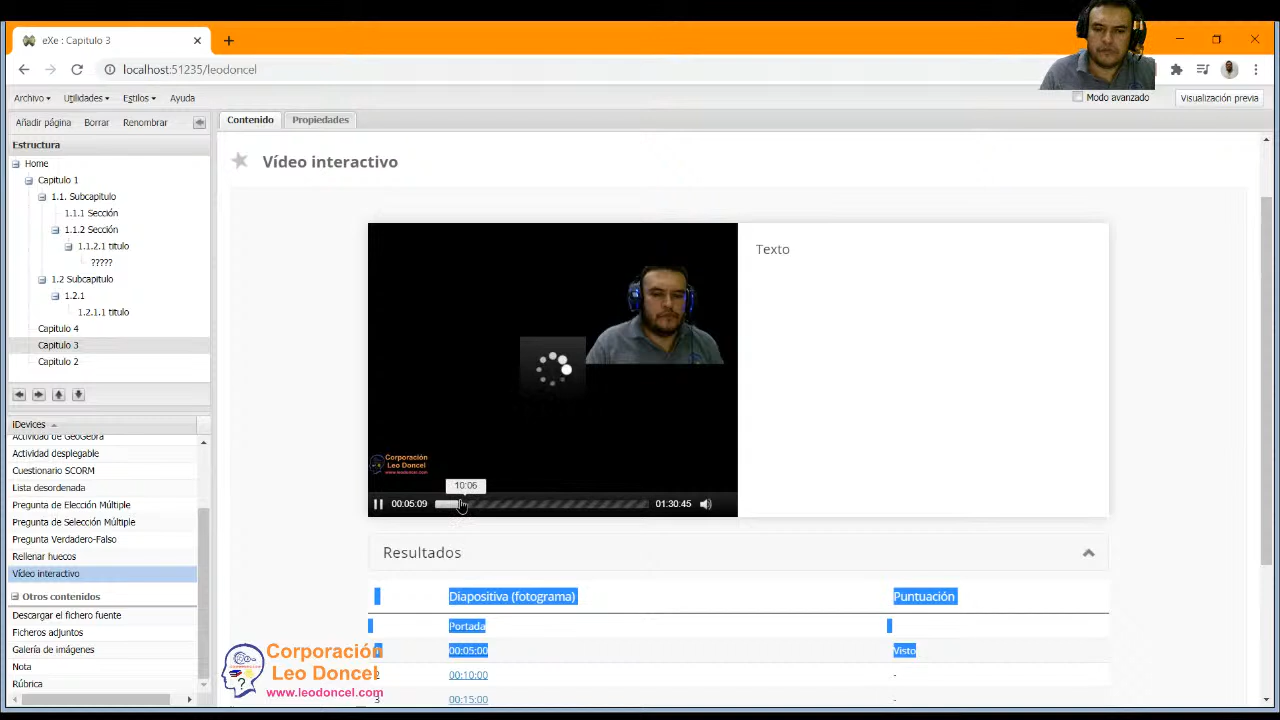 eXe : Capitulo 3
localhost:51235/leodoncel
Archivo Utilidades Estilos Ayuda
Modo avanzado
Visualización previa
Añadir página Borrar Renombrar
Contenido Propiedades
Estructura
Home
Capitulo 1
1.1. Subcapitulo
1.1.1 Sección
1.1.2 Sección
1.1.2.1 titulo
?????
1.2 Subcapitulo
1.2.1
1.2.1.1 titulo
Capitulo 4
Capitulo 3
Capitulo 2
iDevices
Actividad de GeoGebra
Actividad desplegable
Cuestionario SCORM
Lista desordenada
Pregunta de Elección Múltiple
Pregunta de Selección Múltiple
Pregunta Verdadero-Falso
Rellenar huecos
Vídeo interactivo
Otros contenidos
Descargar el fichero fuente
Ficheros adjuntos
Galería de imágenes
Nota
Rúbrica
Vídeo interactivo
Texto
Corporación
Leo Doncel
www.leodoncel.com
10:06
00:05:09
01:30:45
Resultados
Diapositiva (fotograma) Puntuación
Portada
00:05:00 Visto
2 00:10:00 -
3 00:15:00 -
Corporación
Leo Doncel
www.leodoncel.com